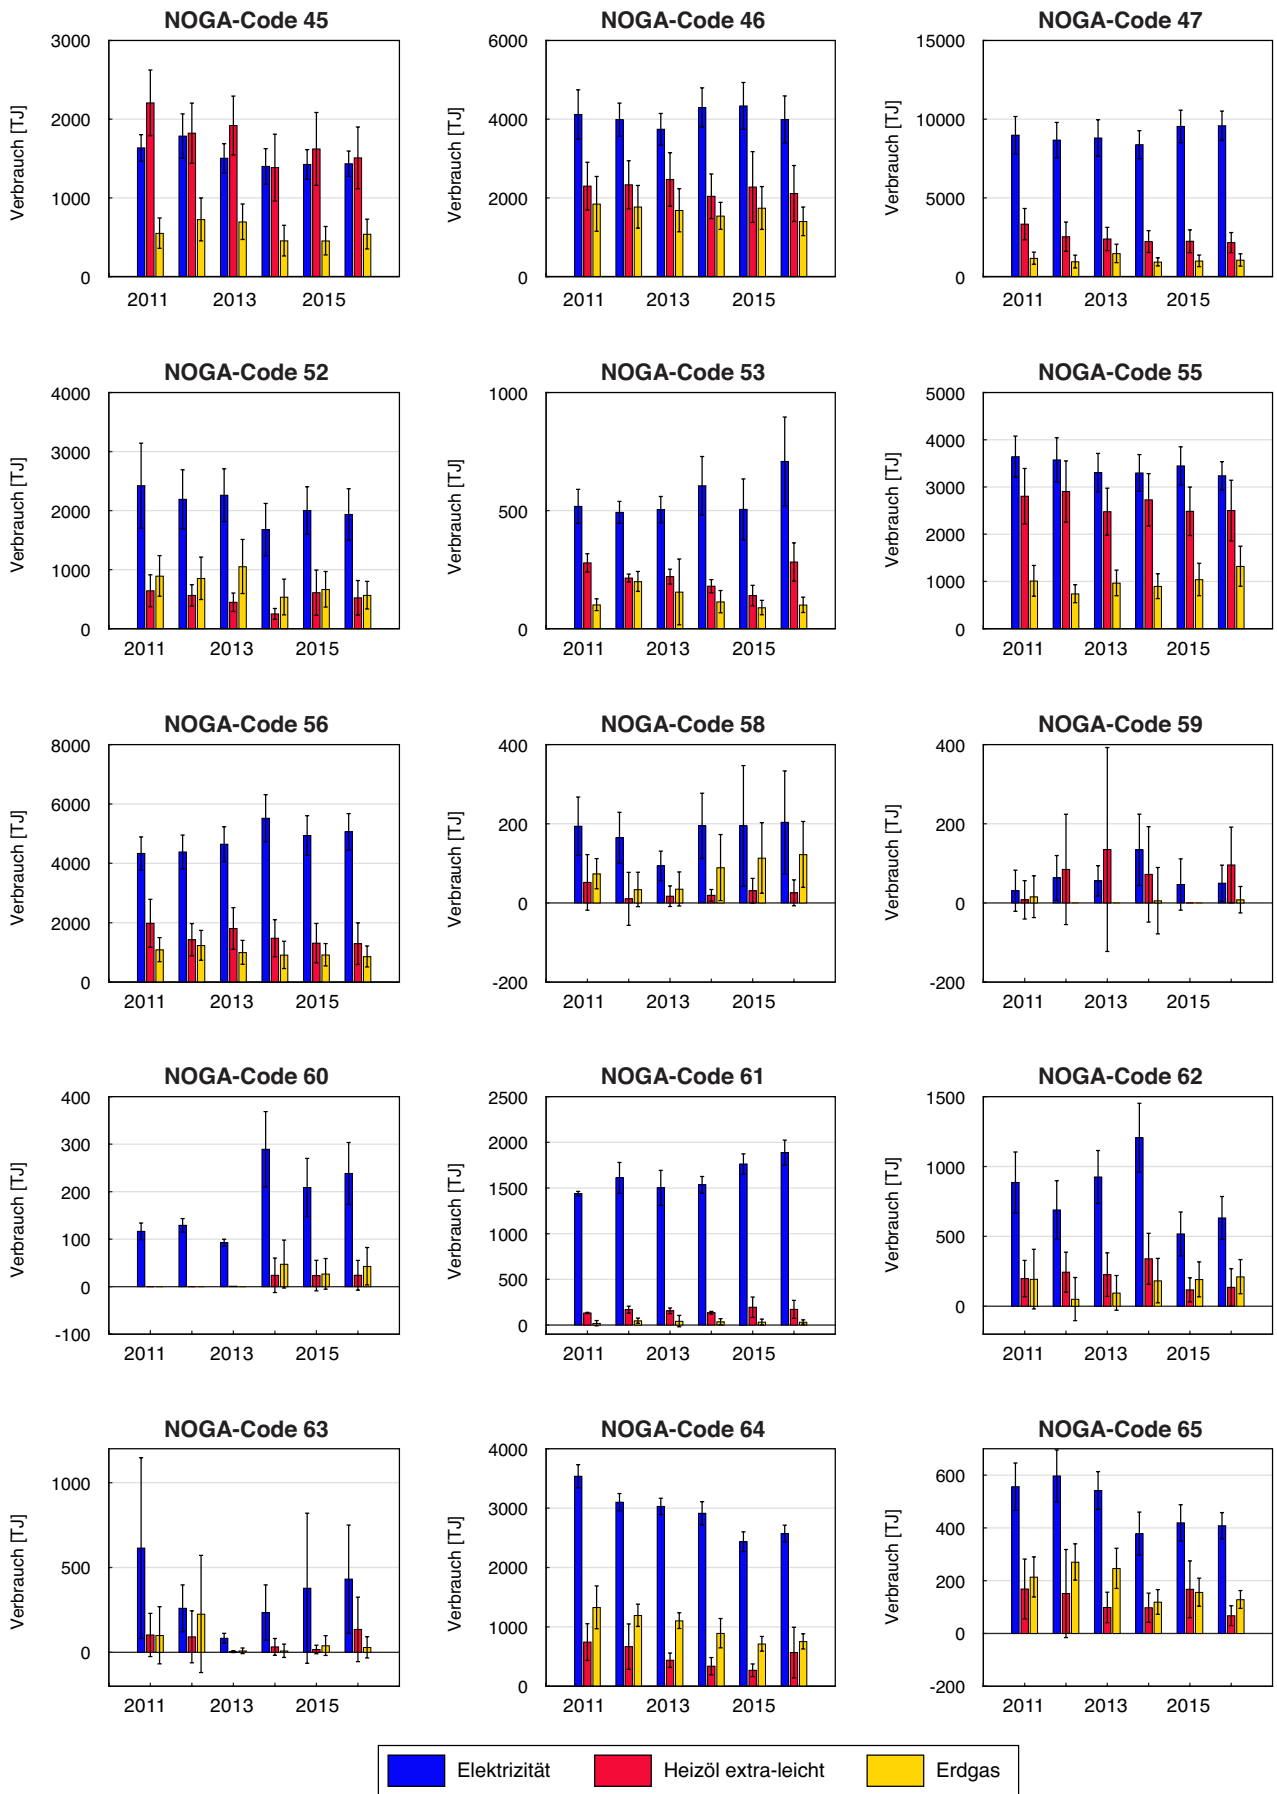 NOGA-Code 45
NOGA-Code 46
NOGA-Code 47
3000
2000
1000
0
Verbrauch [TJ]
2011 2013 2015
6000
4000
2000
0
Verbrauch [TJ]
2011 2013 2015
15000
10000
5000
0
Verbrauch [TJ]
2011 2013 2015
NOGA-Code 52
NOGA-Code 53
NOGA-Code 55
4000
3000
2000
1000
0
Verbrauch [TJ]
2011 2013 2015
1000
500
0
Verbrauch [TJ]
2011 2013 2015
5000
4000
3000
2000
1000
0
Verbrauch [TJ]
2011 2013 2015
NOGA-Code 56
NOGA-Code 58
NOGA-Code 59
8000
6000
4000
2000
0
Verbrauch [TJ]
2011 2013 2015
400
200
0
-200
Verbrauch [TJ]
2011 2013 2015
400
200
0
-200
Verbrauch [TJ]
2011 2013 2015
NOGA-Code 60
NOGA-Code 61
NOGA-Code 62
400
300
200
100
0
-100
Verbrauch [TJ]
2011 2013 2015
2500
2000
1500
1000
500
0
Verbrauch [TJ]
2011 2013 2015
1500
1000
500
0
Verbrauch [TJ]
2011 2013 2015
NOGA-Code 63
NOGA-Code 64
NOGA-Code 65
1000
500
0
Verbrauch [TJ]
2011 2013 2015
4000
3000
2000
1000
0
Verbrauch [TJ]
2011 2013 2015
600
400
200
0
-200
Verbrauch [TJ]
2011 2013 2015
Elektrizität Heizöl extra-leicht Erdgas